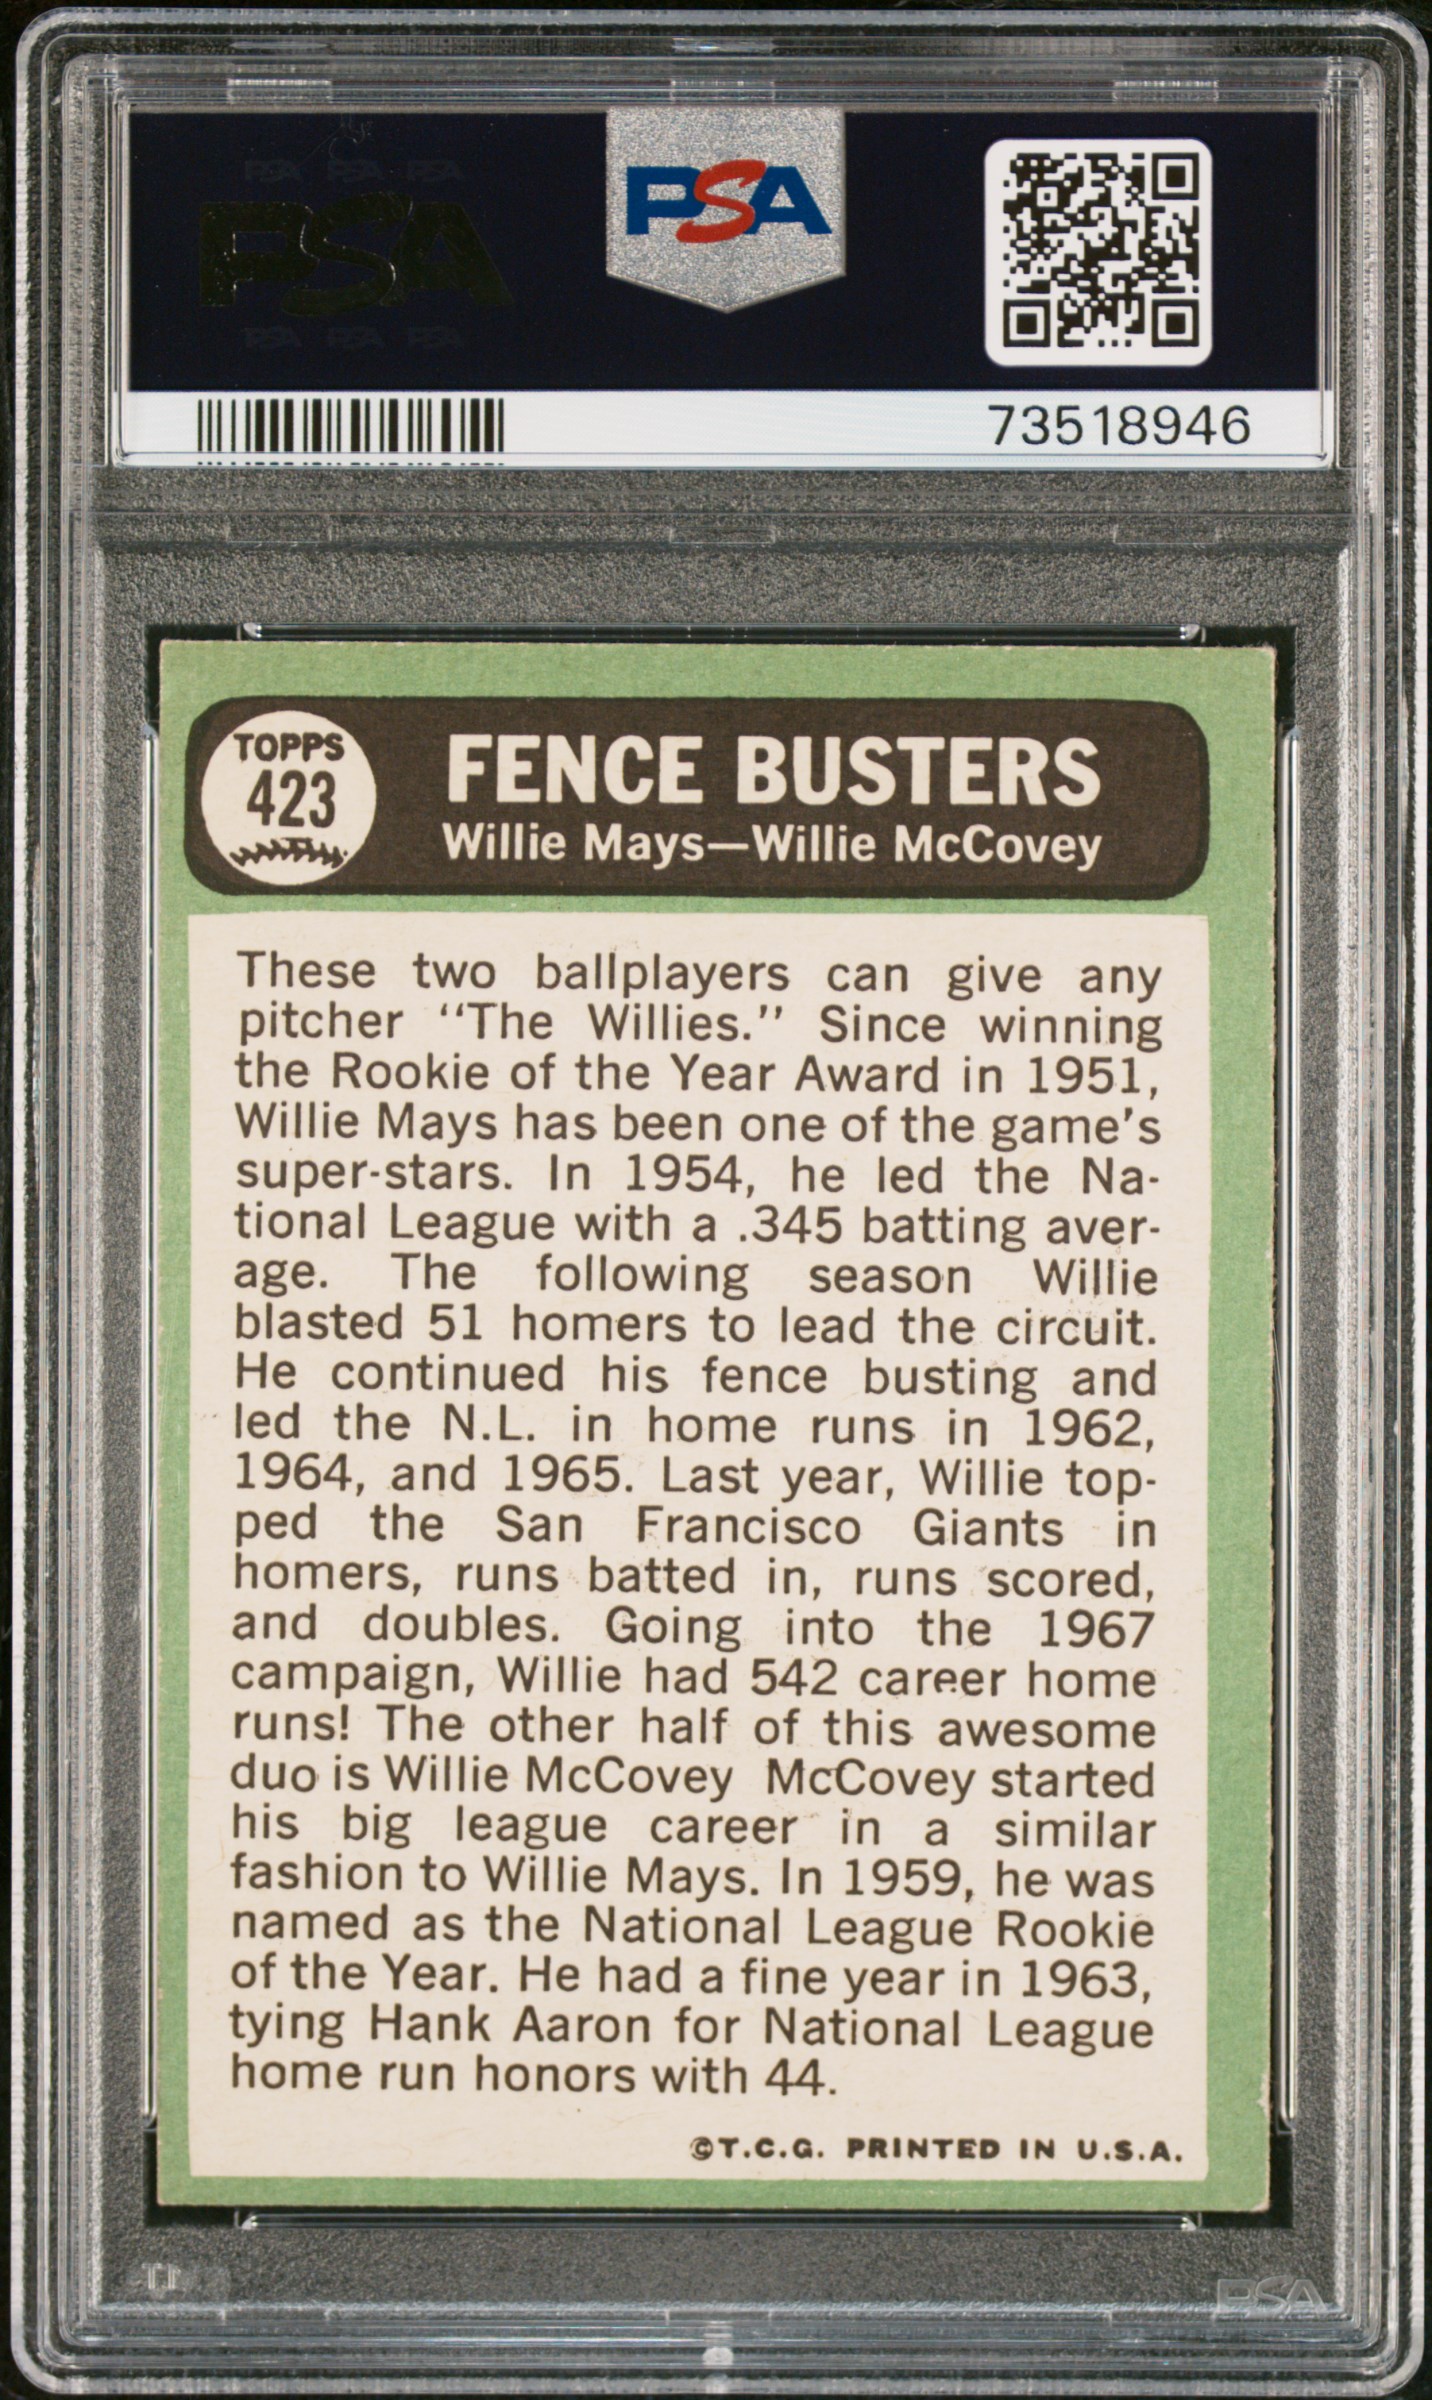 PSA PSA PSA
PSA
PSA PSA PSA
PSA
73518946
TOPPS
423
FENCE BUSTERS
Willie Mays—Willie McCovey
These two ballplayers can give any
pitcher "The Willies." Since winning
the Rookie of the Year Award in 1951,
Willie Mays has been one of the game's
super-stars. In 1954, he led the Na-
tional League with a .345 batting aver-
age. The following season Willie
blasted 51 homers to lead the circuit.
He continued his fence busting and
led the N.L. in home runs in 1962,
1964, and 1965. Last year, Willie top-
ped the San Francisco Giants in
homers, runs batted in, runs scored,
and doubles. Going into the 1967
campaign, Willie had 542 career home
runs! The other half of this awesome
duo is Willie McCovey McCovey started
his big league career in a similar
fashion to Willie Mays. In 1959, he was
named as the National League Rookie
of the Year. He had a fine year in 1963,
tying Hank Aaron for National League
home run honors with 44.
©T.C.G. PRINTED IN U.S.A.
PSA